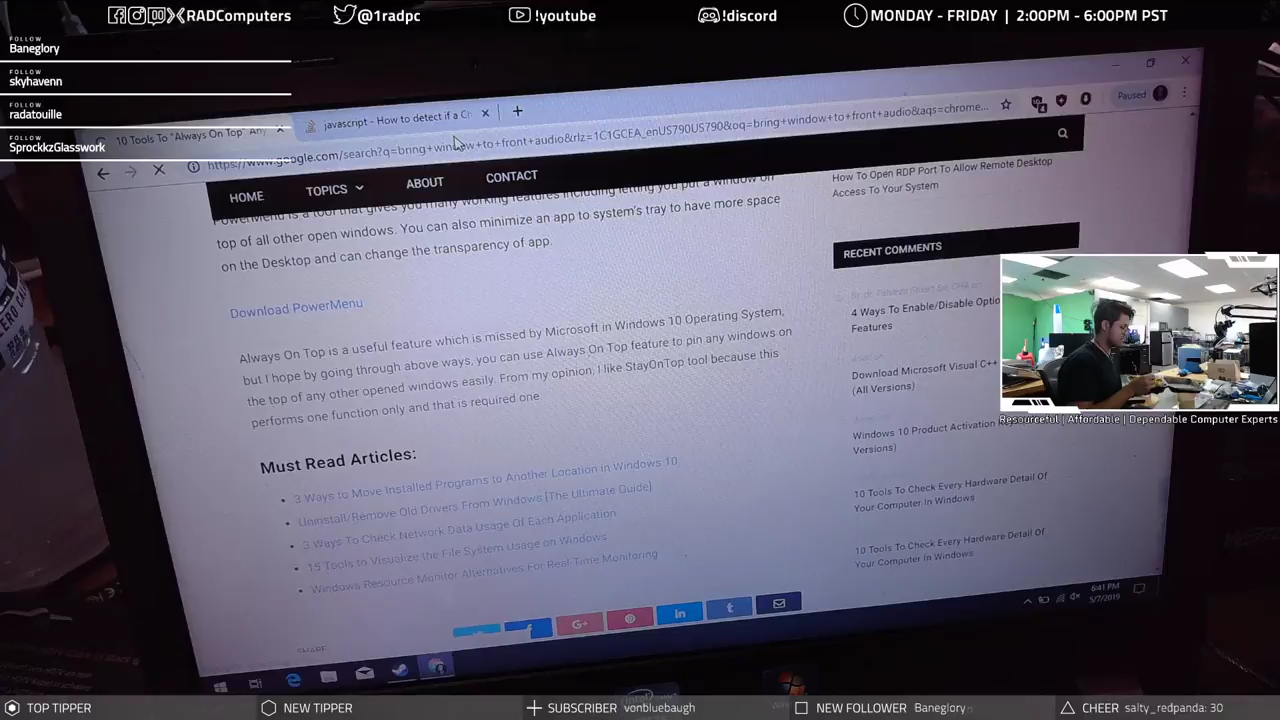 RADComputers
@1radpc
!youtube
!discord
MONDAY - FRIDAY | 2:00PM - 6:00PM PST
FOLLOW
Baneglory
FOLLOW
skyhavenn
FOLLOW
radatouille
FOLLOW
SprockkzGlasswork
10 Tools To "Always On Top" Any
javascript - How to detect if a Ch
https://www.google.com/search?q=bring+window+to+front+audio&rlz=1C1GCEA_enUS790US790&oq=bring+window+to+front+audio&aqs=chrome...
Paused
HOME
TOPICS
ABOUT
CONTACT
PowerMenu is a tool that gives you many working features including letting you put a window on
top of all other open windows. You can also minimize an app to system's tray to have more space
on the Desktop and can change the transparency of app.
Download PowerMenu
Always On Top is a useful feature which is missed by Microsoft in Windows 10 Operating System,
but I hope by going through above ways, you can use Always On Top feature to pin any windows on
the top of any other opened windows easily. From my opinion, I like StayOnTop tool because this
performs one function only and that is required one.
Must Read Articles:
3 Ways to Move Installed Programs to Another Location in Windows 10
Uninstall/Remove Old Drivers From Windows [The Ultimate Guide]
3 Ways To Check Network Data Usage Of Each Application
15 Tools to Visualize the File System Usage on Windows
Windows Resource Monitor Alternatives For Real Time Monitoring
SHARE
How To Open RDP Port To Allow Remote Desktop
Access To Your System
RECENT COMMENTS
4 Ways To Enable/Disable Optio
Features
Download Microsoft Visual C++
(All Versions)
Windows 10 Product Activation
Versions)
10 Tools To Check Every Hardware Detail Of
Your Computer In Windows
10 Tools To Check Every Hardware Detail Of
Your Computer In Windows
6:41 PM
5/7/2019
Resourceful | Affordable | Dependable Computer Experts
TOP TIPPER
NEW TIPPER
SUBSCRIBER vonbluebaugh
NEW FOLLOWER Baneglory
CHEER salty_redpanda: 30